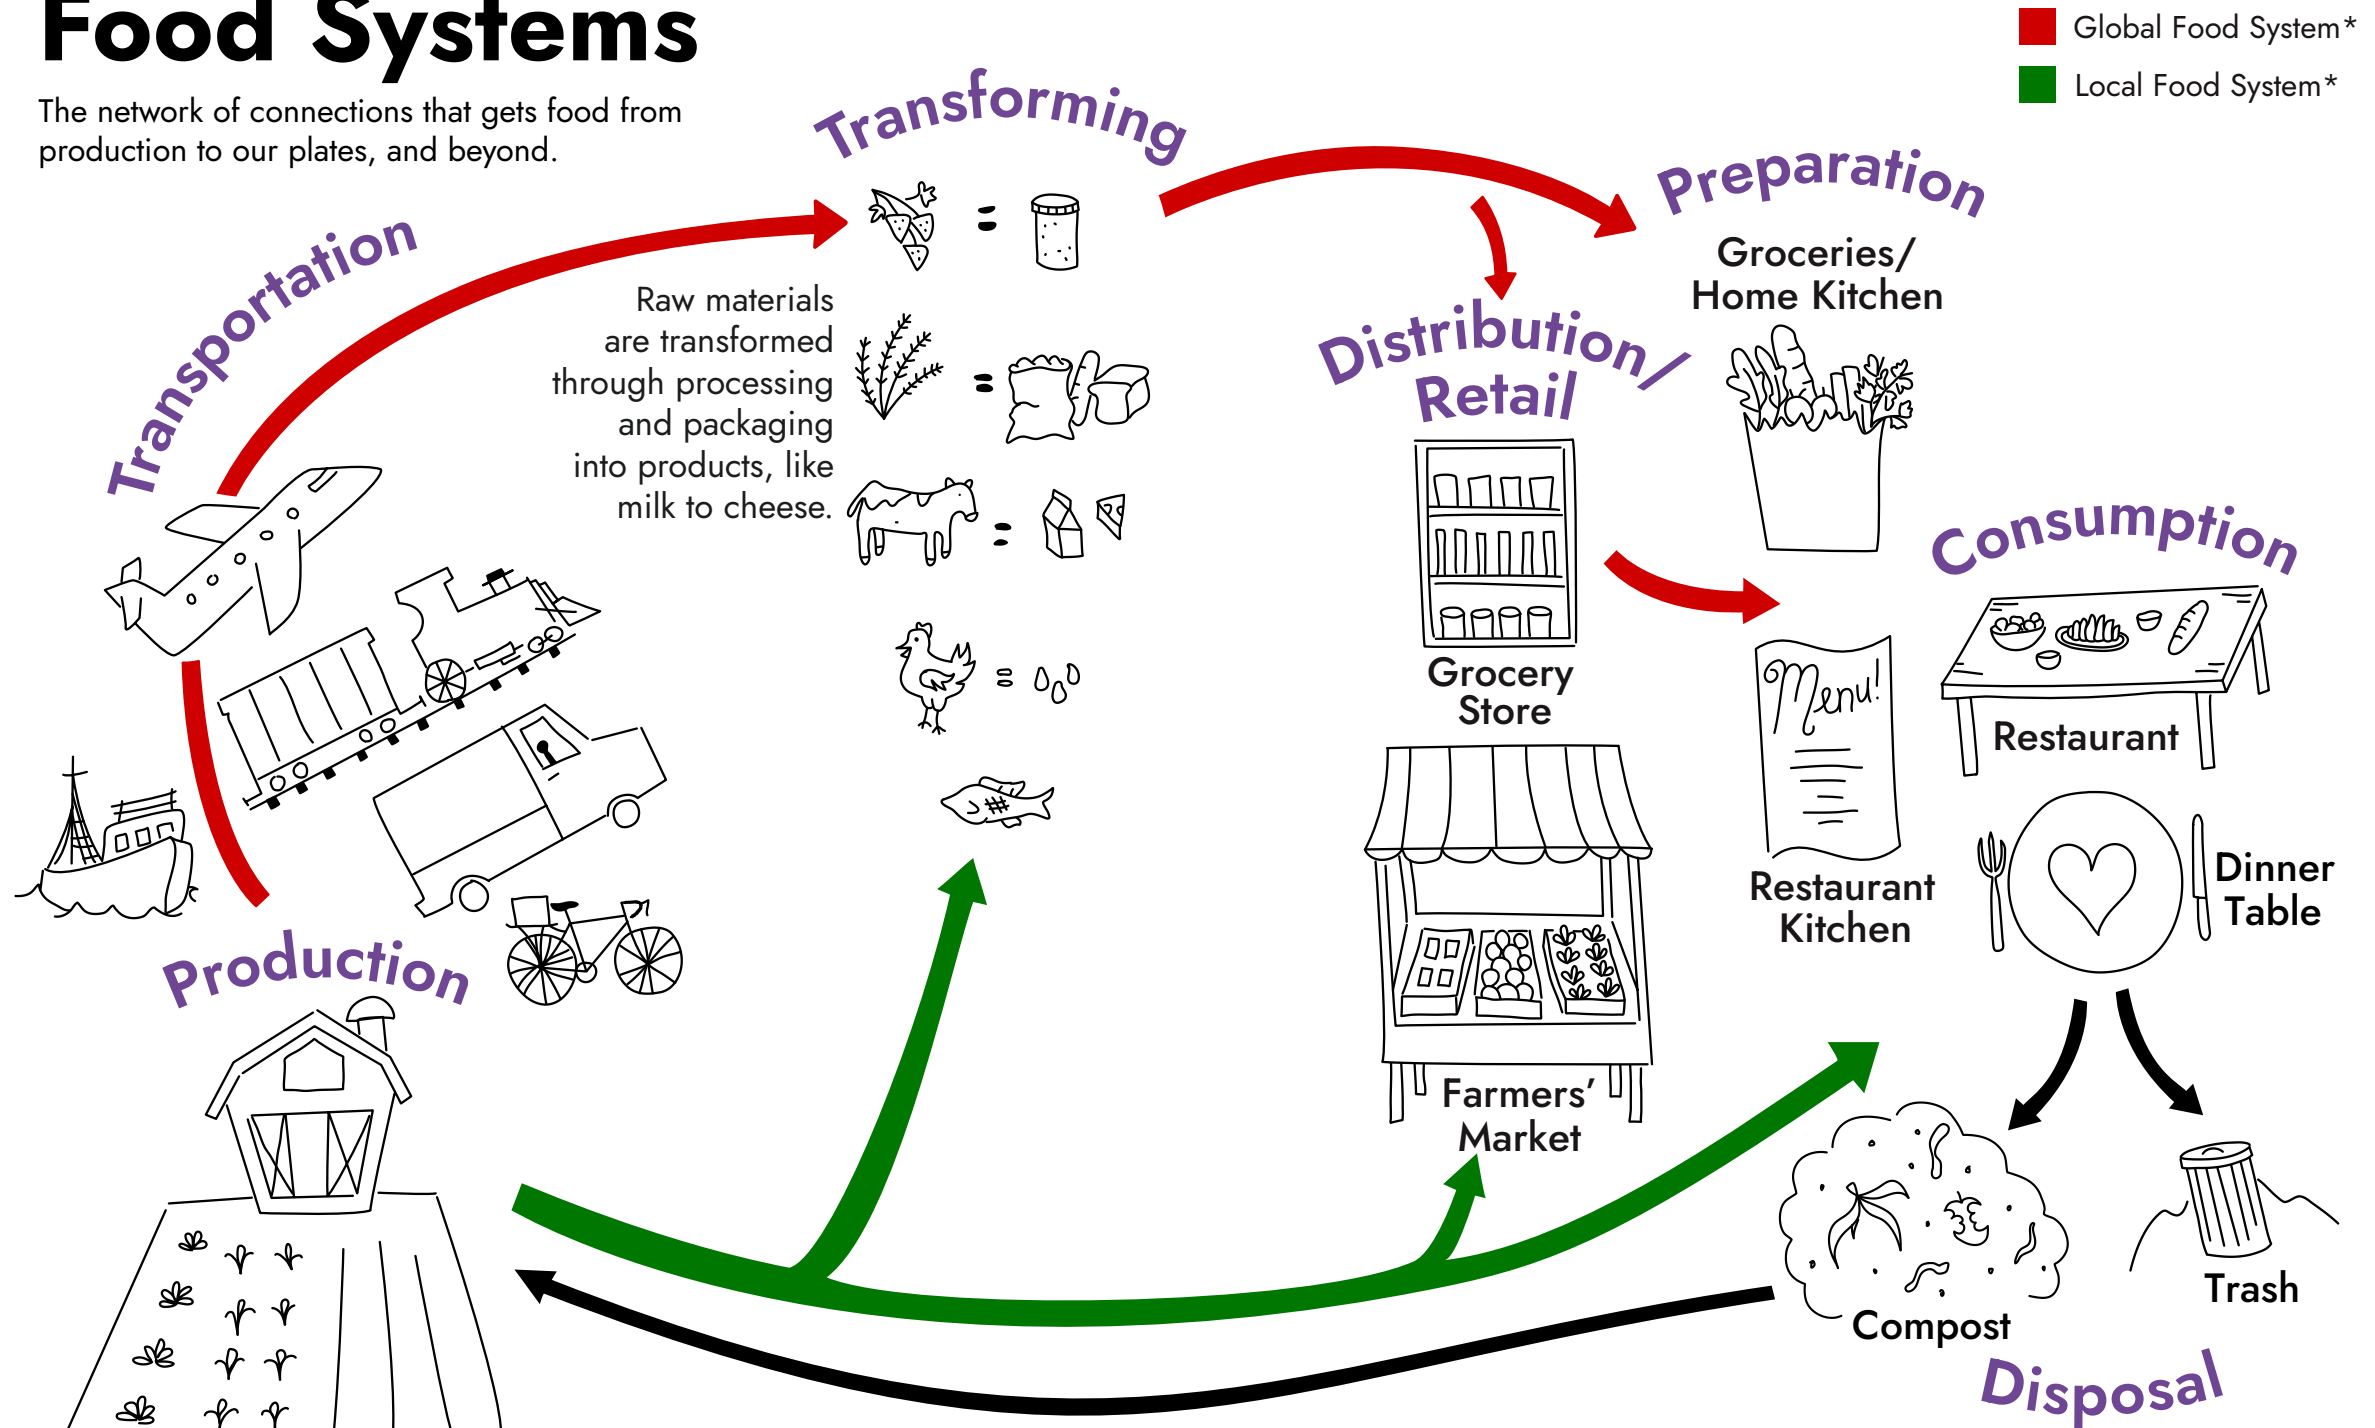 Food Systems
The network of connections that gets food from
production to our plates, and beyond.
Global Food System*
Local Food System*
Transportation
Transforming
Raw materials
are transformed
through processing
and packaging
into products, like
milk to cheese.
Preparation
Groceries/
Home Kitchen
Distribution/
Retail
Grocery
Store
Farmers’
Market
Menu!
Restaurant
Kitchen
Consumption
Restaurant
Dinner
Table
Production
Compost
Trash
Disposal